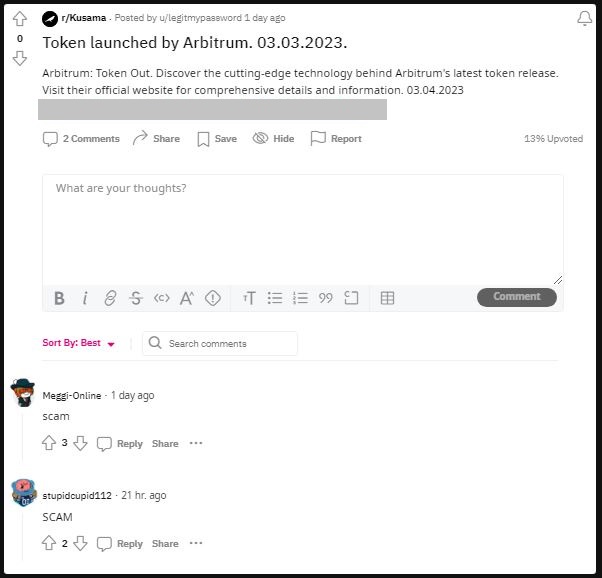 r/Kusama · Posted by u/legitmypassword 1 day ago
0
Token launched by Arbitrum. 03.03.2023.
Arbitrum: Token Out. Discover the cutting-edge technology behind Arbitrum's latest token release.
Visit their official website for comprehensive details and information. 03.04.2023
2 Comments Share Save Hide Report 13% Upvoted
What are your thoughts?
B i A tT 99 Comment
Sort By: Best Search comments
Meggi-Online · 1 day ago
scam
3 Reply Share ...
stupidcupid112 · 21 hr. ago
SCAM
2 Reply Share ...